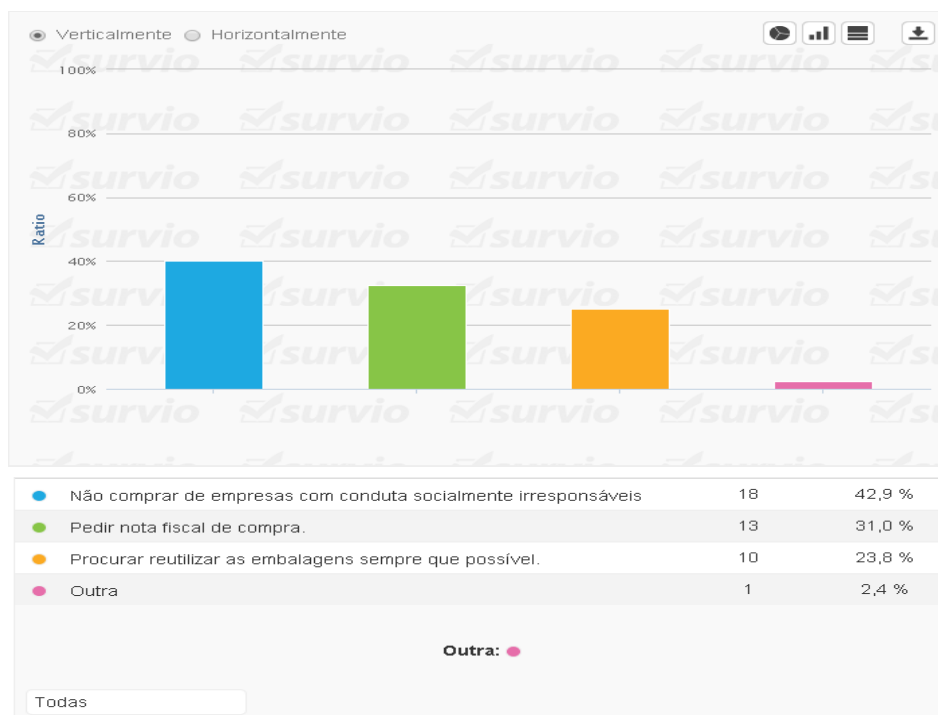 Verticalmente Horizontalmente
100%
80%
60%
40%
20%
0%
Ratio
Não comprar de empresas com conduta socialmente irresponsáveis 18 42,9 %
Pedir nota fiscal de compra. 13 31,0 %
Procurar reutilizar as embalagens sempre que possível. 10 23,8 %
Outra 1 2,4 %
Outra:
Todas
survio